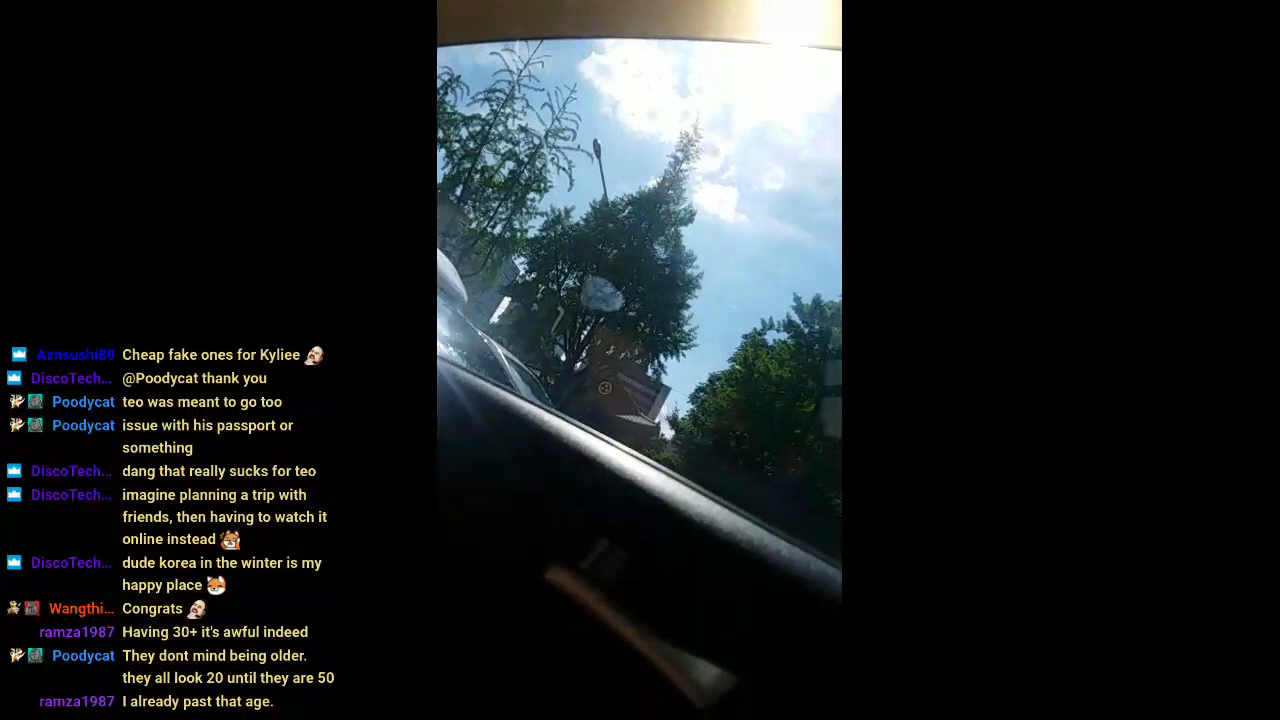 Aznsushi89 Cheap fake ones for Kyliee
DiscoTech... @Poodycat thank you
Poodycat teo was meant to go too
Poodycat issue with his passport or
something
DiscoTech... dang that really sucks for teo
DiscoTech... imagine planning a trip with
friends, then having to watch it
online instead
DiscoTech... dude korea in the winter is my
happy place
Wangthi... Congrats
ramza1987 Having 30+ it's awful indeed
Poodycat They dont mind being older.
they all look 20 until they are 50
ramza1987 I already past that age.